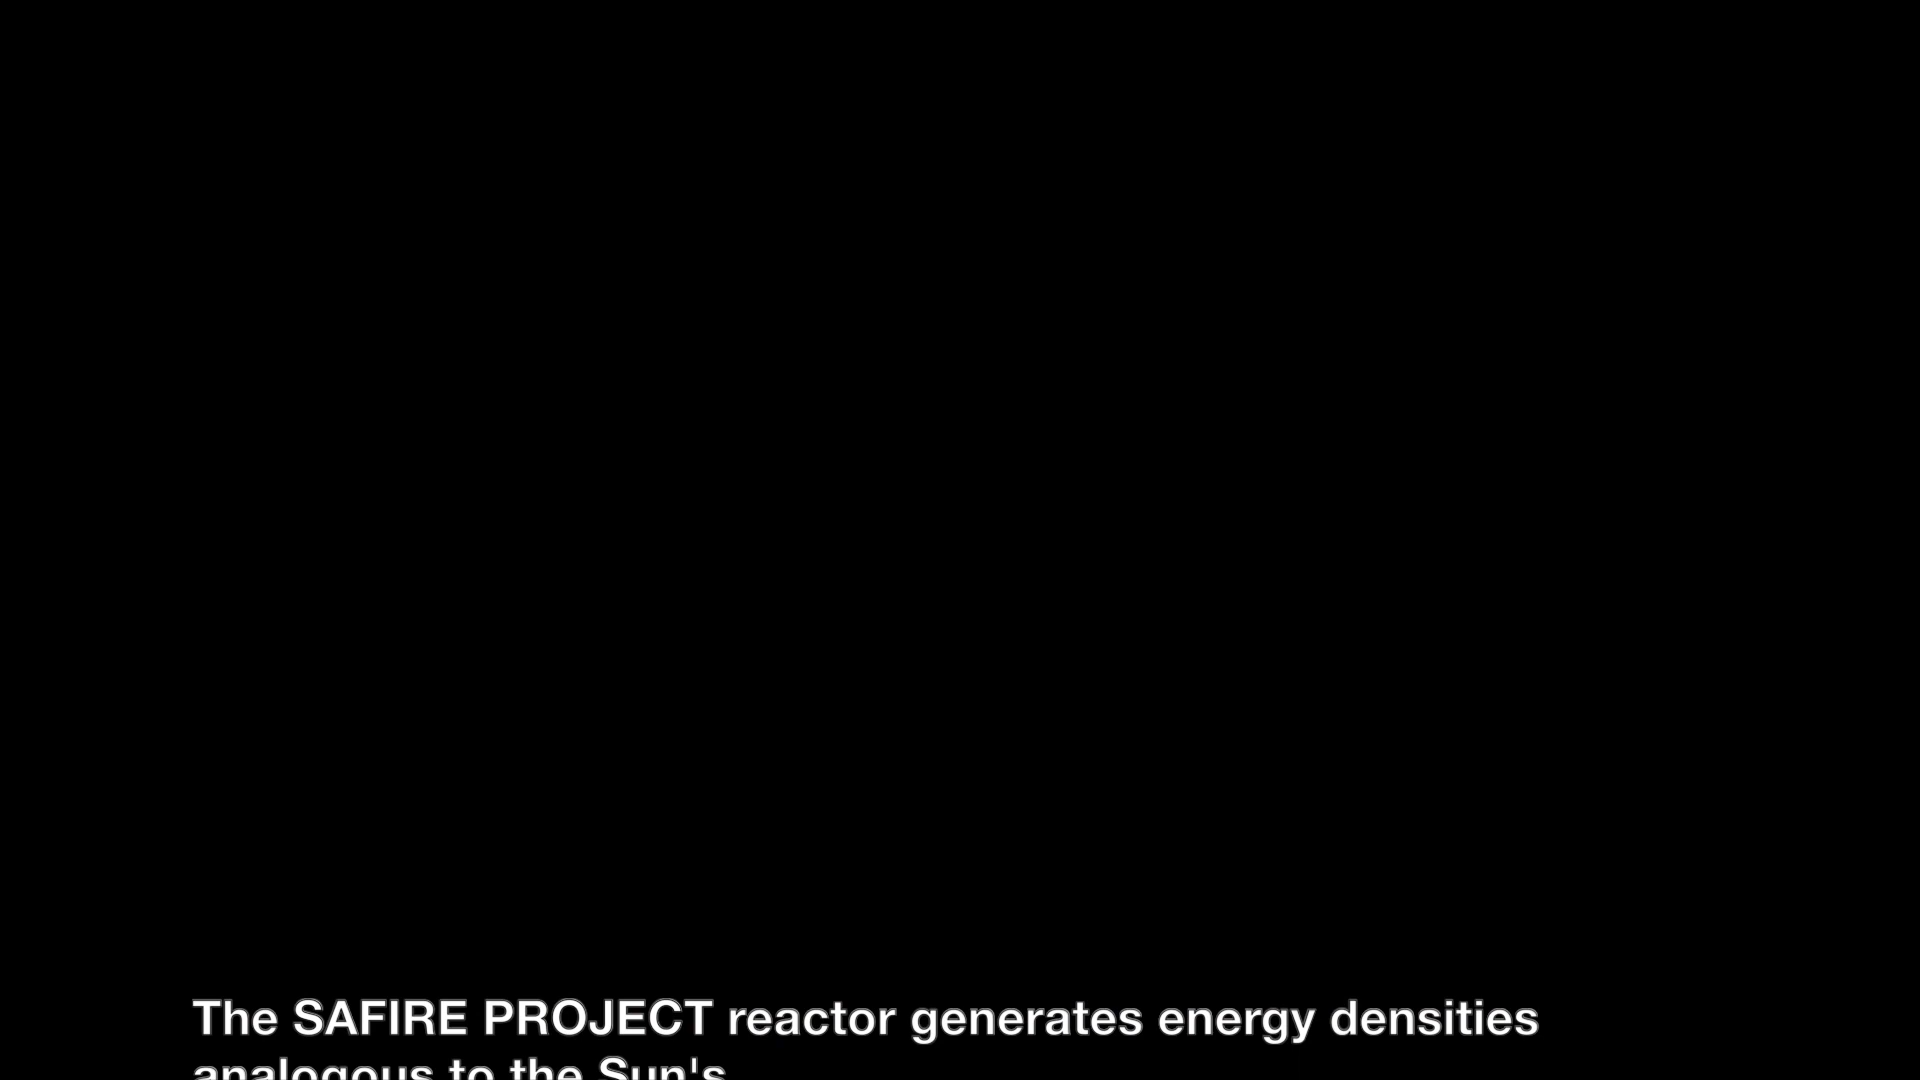 The SAFIRE PROJECT reactor generates energy densities
analogous to the Sun's